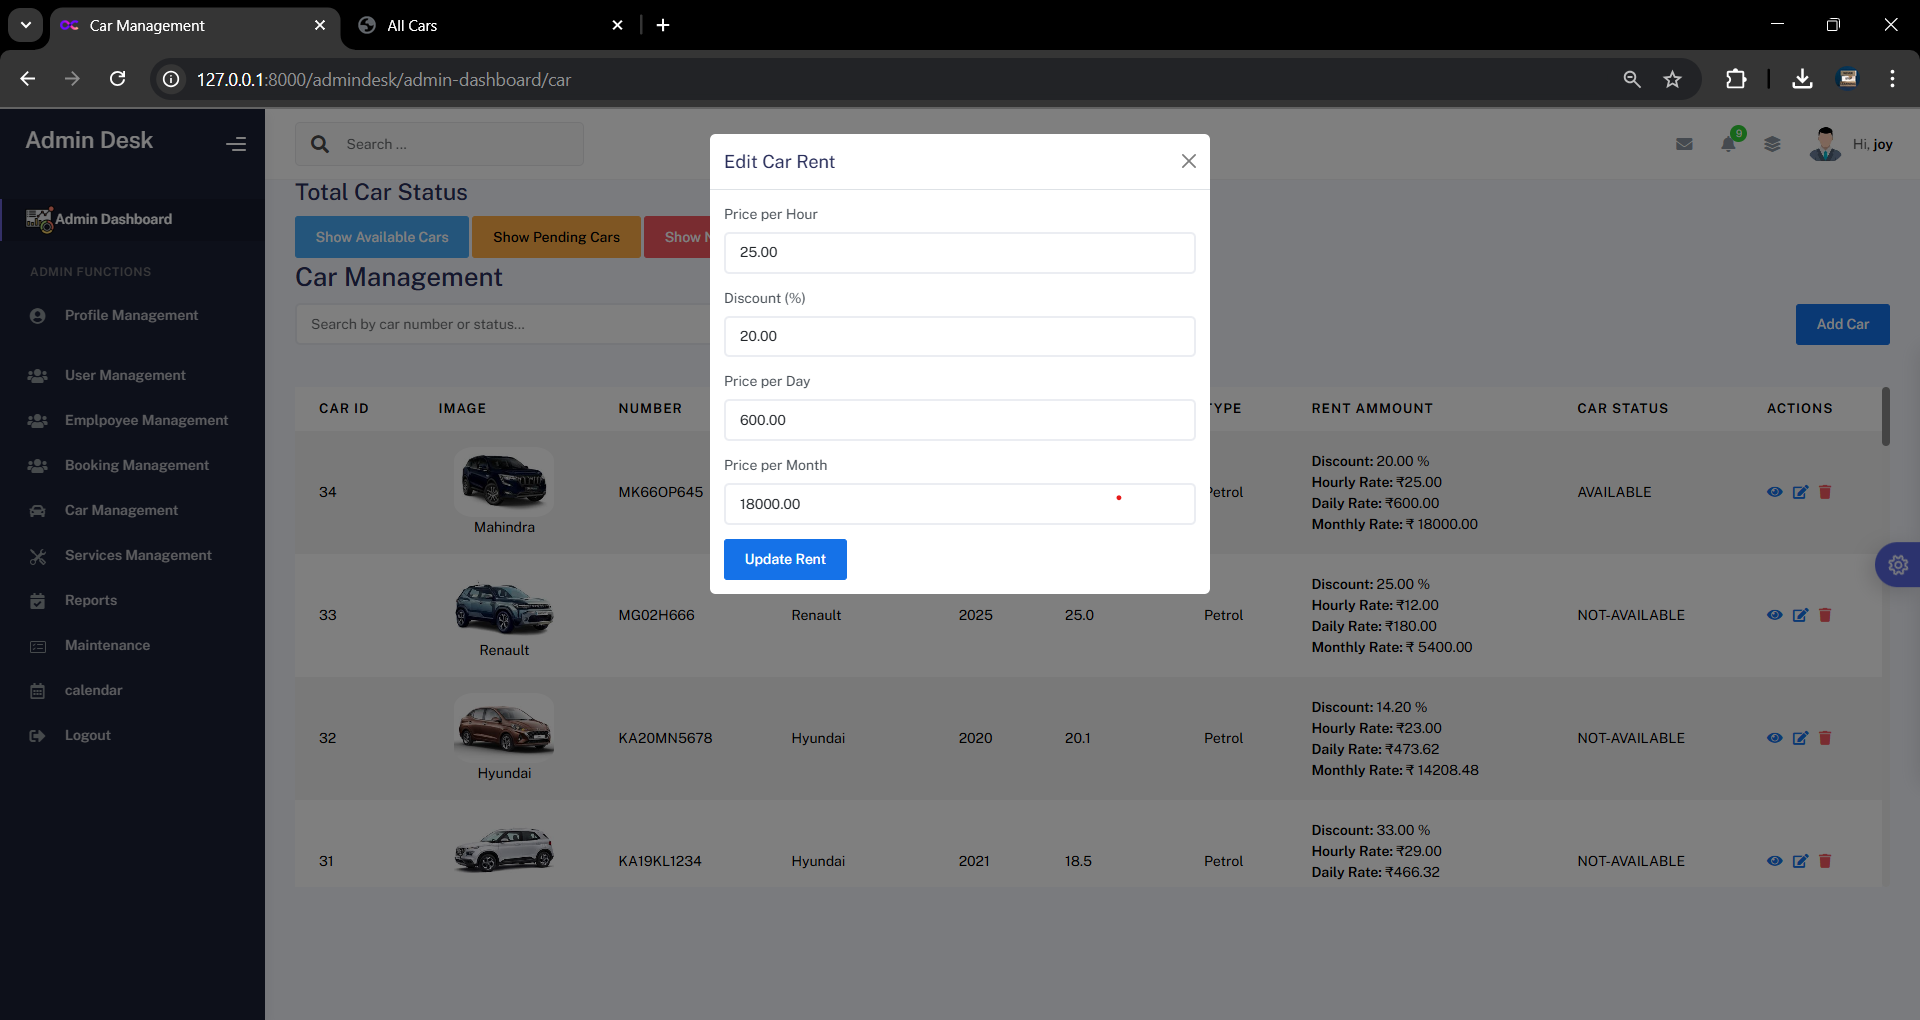 Car Management
All Cars
127.0.0.1:8000/admindesk/admin-dashboard/car
Admin Desk
Search ...
9
Hi, joy
Edit Car Rent
Total Car Status
Admin Dashboard
Show Available Cars
Show Pending Cars
Show N
Price per Hour
25.00
ADMIN FUNCTIONS
Car Management
Discount (%)
20.00
Profile Management
Search by car number or status...
Add Car
User Management
Price per Day
600.00
Emplpoyee Management
CAR ID
IMAGE
NUMBER
TYPE
RENT AMMOUNT
CAR STATUS
ACTIONS
Booking Management
Price per Month
18000.00
Car Management
Update Rent
Services Management
Reports
Maintenance
calendar
Logout
34
Mahindra
MK66OP645
Petrol
Discount: 20.00 %
Hourly Rate: ₹25.00
Daily Rate: ₹600.00
Monthly Rate: ₹ 18000.00
AVAILABLE
33
Renault
MG02H666
Renault
2025
25.0
Petrol
Discount: 25.00 %
Hourly Rate: ₹12.00
Daily Rate: ₹180.00
Monthly Rate: ₹ 5400.00
NOT-AVAILABLE
32
Hyundai
KA20MN5678
Hyundai
2020
20.1
Petrol
Discount: 14.20 %
Hourly Rate: ₹23.00
Daily Rate: ₹473.62
Monthly Rate: ₹ 14208.48
NOT-AVAILABLE
31
KA19KL1234
Hyundai
2021
18.5
Petrol
Discount: 33.00 %
Hourly Rate: ₹29.00
Daily Rate: ₹466.32
NOT-AVAILABLE